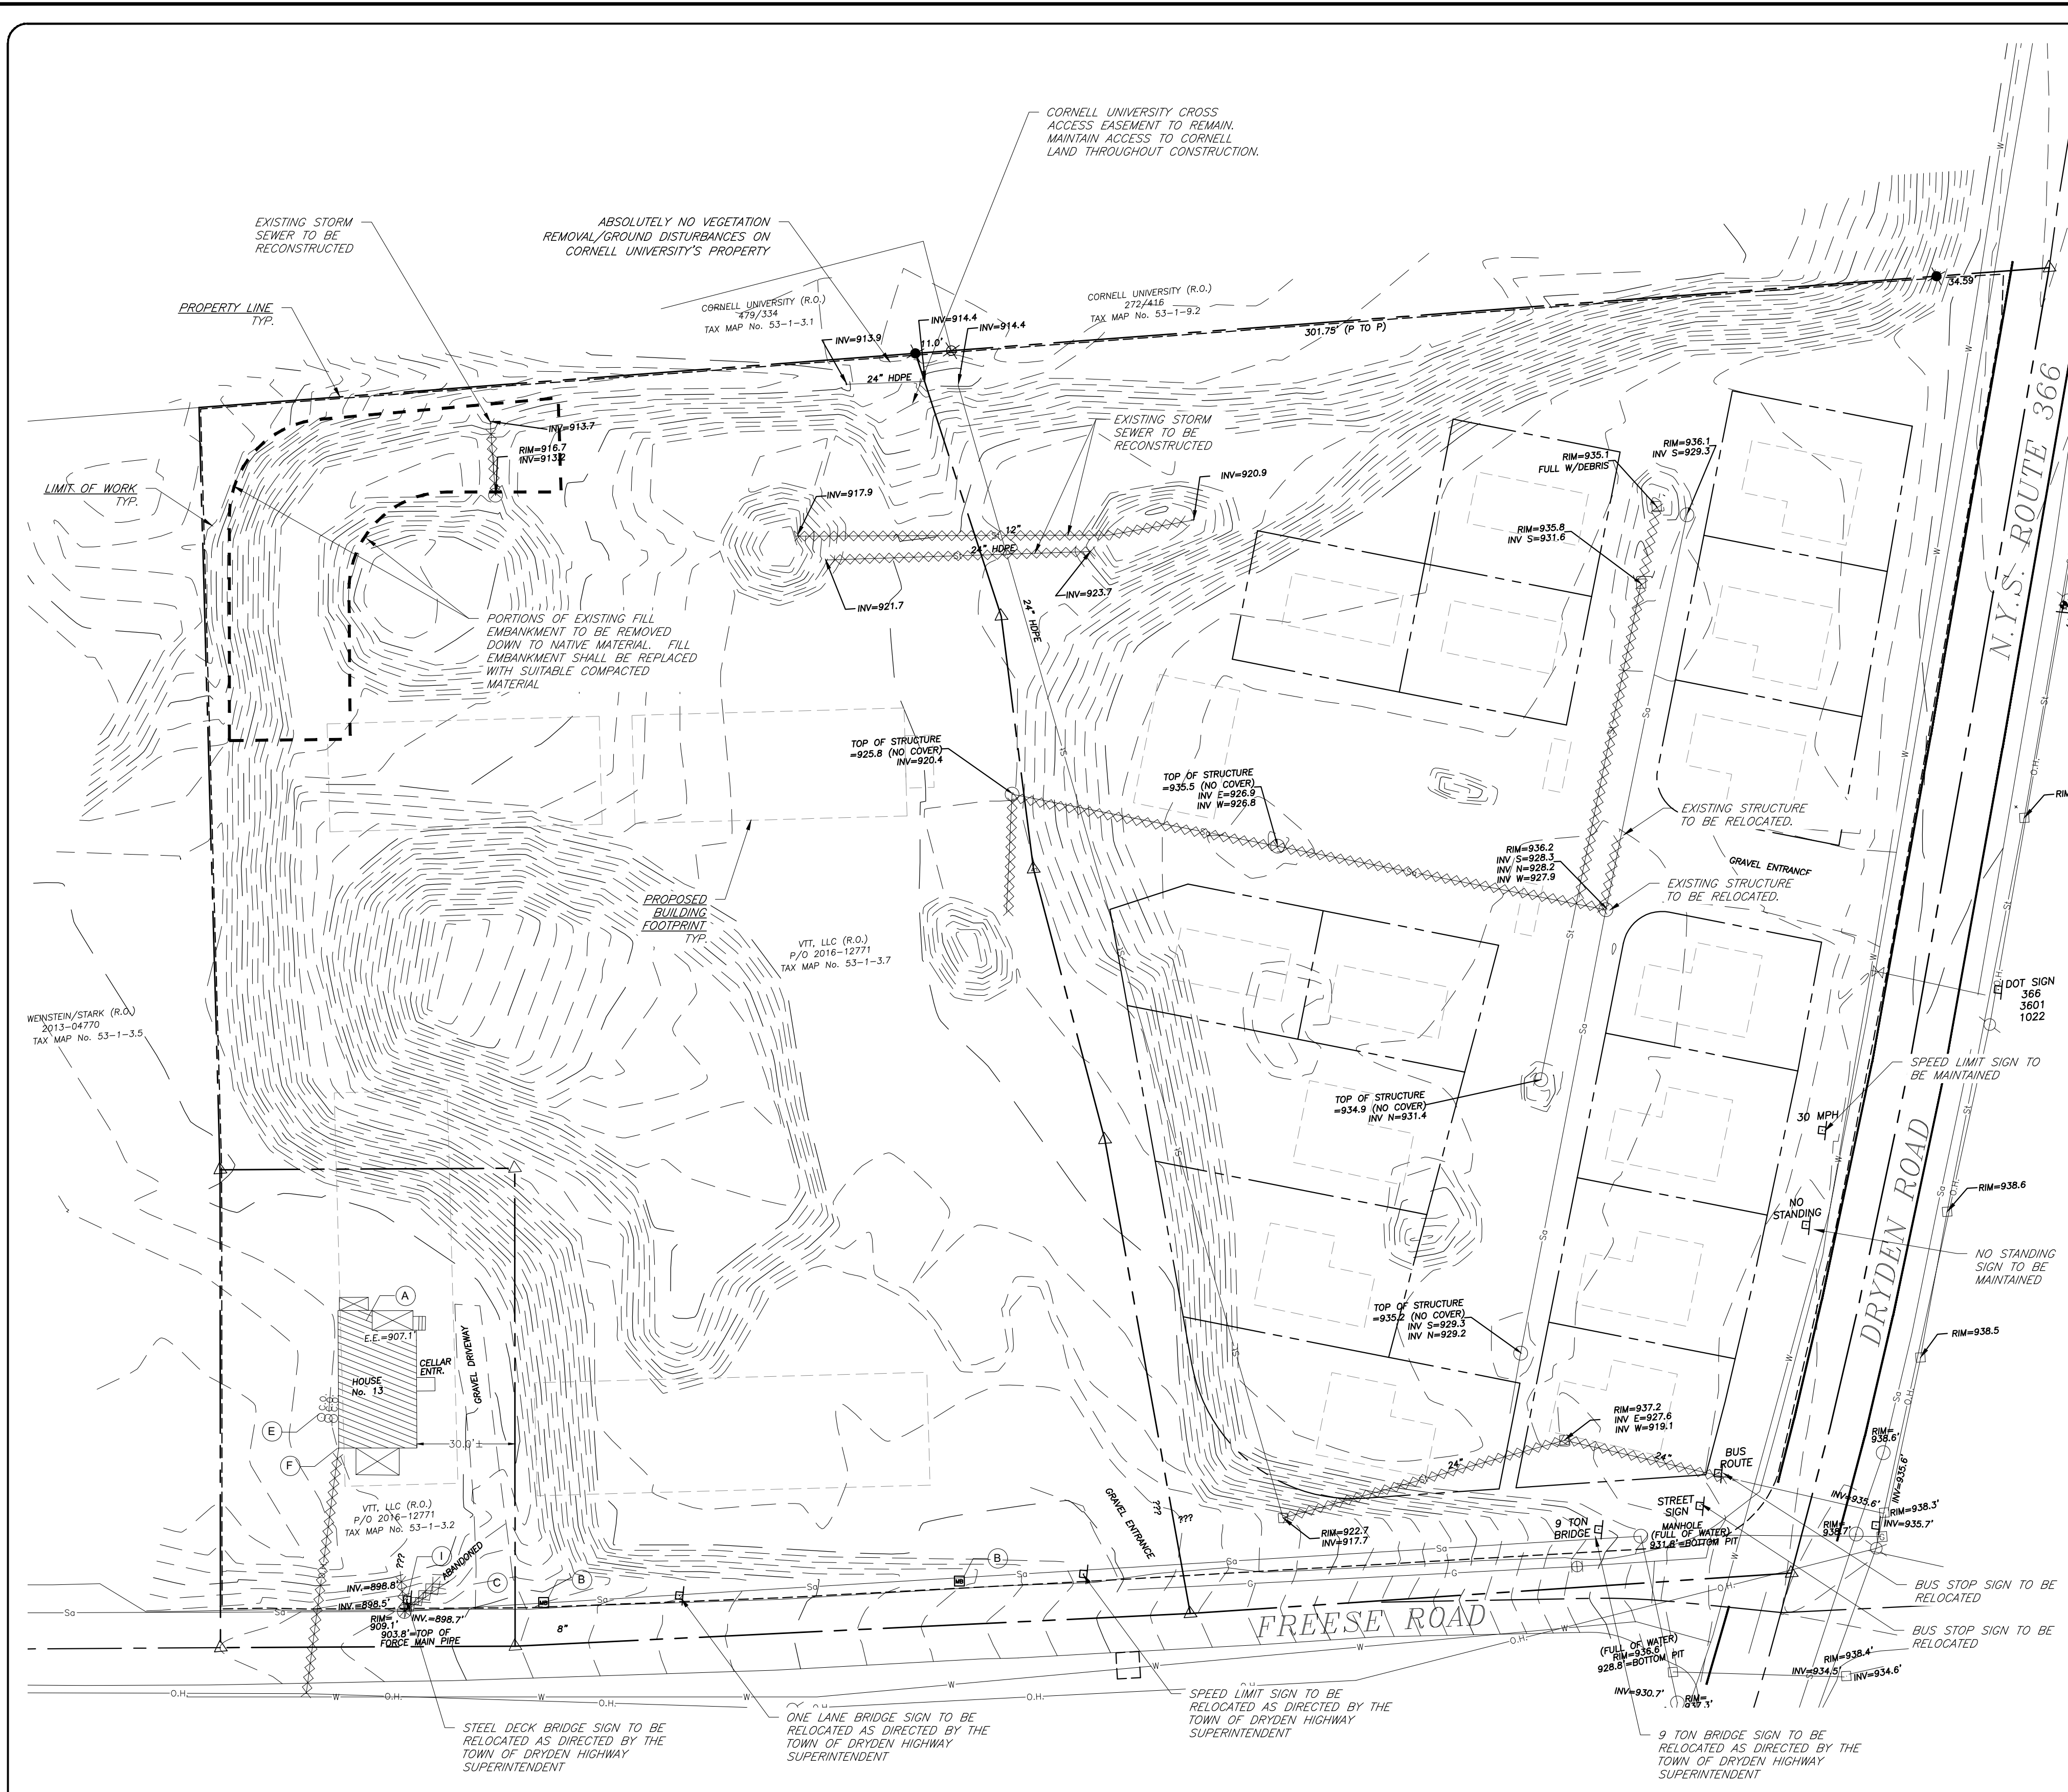 CORNELL UNIVERSITY CROSS
ACCESS EASEMENT TO REMAIN.
MAINTAIN ACCESS TO CORNELL
LAND THROUGHOUT CONSTRUCTION.
EXISTING STORM
SEWER TO BE
RECONSTRUCTED
ABSOLUTELY NO VEGETATION
REMOVAL/GROUND DISTURBANCES ON
CORNELL UNIVERSITY'S PROPERTY
PROPERTY LINE
TYP.
CORNELL UNIVERSITY (R.O.)
479/334
TAX MAP No. 53-1-3.1
CORNELL UNIVERSITY (R.O.)
272/416
TAX MAP No. 53-1-9.2
34.59'
301.75' (P TO P)
INV=914.4
INV=914.4
INV=913.9
11.0'
24" HDPE
EXISTING STORM
SEWER TO BE
RECONSTRUCTED
INV=913.7
RIM=916.7
INV=913.2
LIMIT OF WORK
TYP.
INV=917.9
INV=920.9
12"
24" HDPE
INV=921.7
INV=923.7
24" HDPE
RIM=936.1
INV S=929.3
RIM=935.1
FULL W/DEBRIS
RIM=935.8
INV S=931.6
N.Y.S. ROUTE 366
PORTIONS OF EXISTING FILL
EMBANKMENT TO BE REMOVED
DOWN TO NATIVE MATERIAL. FILL
EMBANKMENT SHALL BE REPLACED
WITH SUITABLE COMPACTED
MATERIAL
TOP OF STRUCTURE
=925.8 (NO COVER)
INV=920.4
TOP OF STRUCTURE
=935.5 (NO COVER)
INV E=926.9
INV W=926.8
EXISTING STRUCTURE
TO BE RELOCATED.
RIM=936.2
INV S=928.3
INV N=928.2
INV W=927.9
GRAVEL ENTRANCE
EXISTING STRUCTURE
TO BE RELOCATED.
PROPOSED
BUILDING
FOOTPRINT
TYP.
VTT, LLC (R.O.)
P/O 2016-12771
TAX MAP No. 53-1-3.7
WEINSTEIN/STARK (R.O.)
2013-04770
TAX MAP No. 53-1-3.5
DOT SIGN
366
3601
1022
SPEED LIMIT SIGN TO
BE MAINTAINED
30 MPH
TOP OF STRUCTURE
=934.9 (NO COVER)
INV N=931.4
RIM=938.6
NO
STANDING
NO STANDING
SIGN TO BE
MAINTAINED
DRYDEN ROAD
A
E.E.=907.1'
CELLAR
ENTR.
GRAVEL DRIVEWAY
HOUSE
No. 13
E
F
30.0'±
TOP OF STRUCTURE
=935.2 (NO COVER)
INV S=929.3
INV N=929.2
RIM=938.5
RIM=937.2
INV E=927.6
INV W=919.1
24"
24"
BUS
ROUTE
RIM=
938.6'
INV=935.6'
INV=935.6'
RIM=938.3'
INV=935.7'
RIM=
938.7'
STREET
SIGN
MANHOLE
(FULL OF WATER)
931.8'=BOTTOM PIT
9 TON
BRIDGE
RIM=922.7
INV=917.7
GRAVEL ENTRANCE
???
???
VTT, LLC (R.O.)
P/O 2016-12771
TAX MAP No. 53-1-3.2
???
I
ABANDONED
C
B
MB
B
MB
INV.=898.8'
INV.=898.5'
RIM=
909.1'
INV.=898.7'
903.8'=TOP OF
FORCE MAIN PIPE
8"
FREESE ROAD
BUS STOP SIGN TO BE
RELOCATED
BUS STOP SIGN TO BE
RELOCATED
(FULL OF WATER)
RIM=936.6'
928.8'=BOTTOM PIT
RIM=938.4'
INV=934.5'
INV=934.6'
INV=930.7'
RIM=
937.3'
STEEL DECK BRIDGE SIGN TO BE
RELOCATED AS DIRECTED BY THE
TOWN OF DRYDEN HIGHWAY
SUPERINTENDENT
ONE LANE BRIDGE SIGN TO BE
RELOCATED AS DIRECTED BY THE
TOWN OF DRYDEN HIGHWAY
SUPERINTENDENT
SPEED LIMIT SIGN TO BE
RELOCATED AS DIRECTED BY THE
TOWN OF DRYDEN HIGHWAY
SUPERINTENDENT
9 TON BRIDGE SIGN TO BE
RELOCATED AS DIRECTED BY THE
TOWN OF DRYDEN HIGHWAY
SUPERINTENDENT